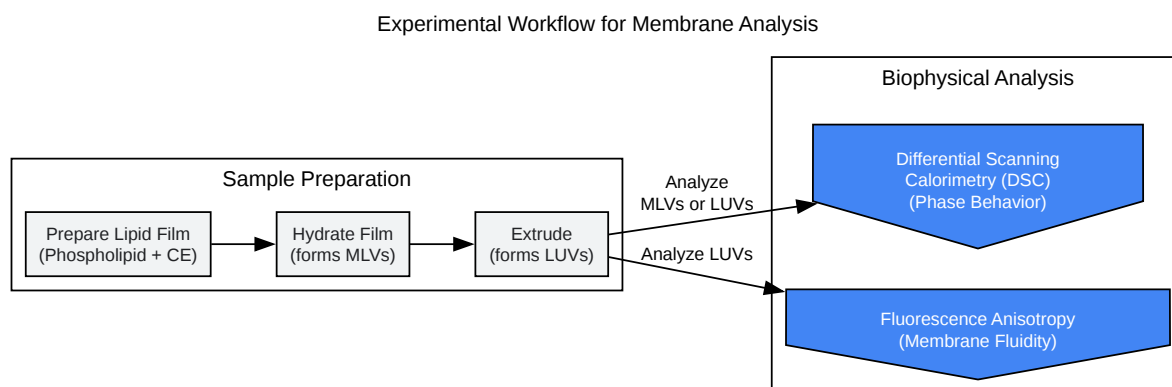 Experimental Workflow for Membrane Analysis
Sample Preparation
Prepare Lipid Film
(Phospholipid + CE)
Hydrate Film
(forms MLVs)
Extrude
(forms LUVs)
Analyze
MLVs or LUVs
Analyze LUVs
Biophysical Analysis
Differential Scanning
Calorimetry (DSC)
(Phase Behavior)
Fluorescence Anisotropy
(Membrane Fluidity)